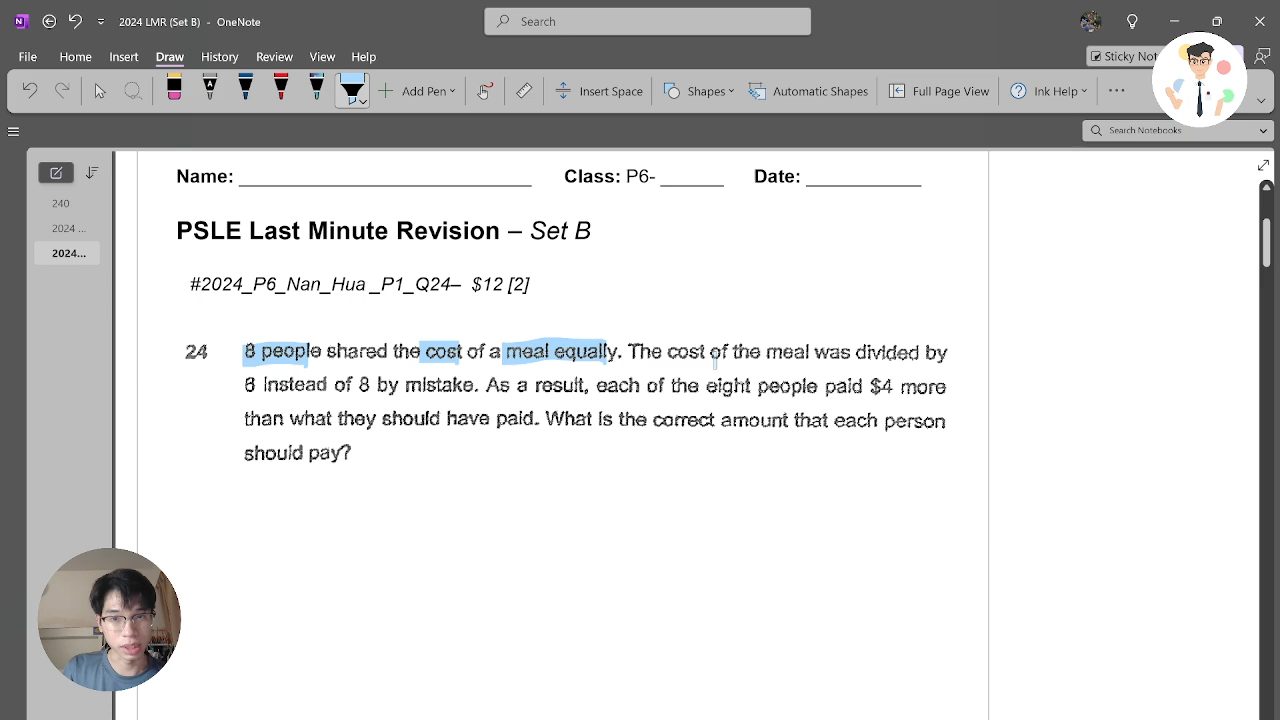 2024 LMR (Set B) - OneNote
Search
File Home Insert Draw History Review View Help
Sticky Not
Add Pen Insert Space Shapes Automatic Shapes Full Page View Ink Help
Search Notebooks
240
2024 ...
2024...
Name: Class: P6- Date:
PSLE Last Minute Revision – Set B
#2024_P6_Nan_Hua _P1_Q24– $12 [2]
24 8 people shared the cost of a meal equally. The cost of the meal was divided by
6 instead of 8 by mistake. As a result, each of the eight people paid $4 more
than what they should have paid. What is the correct amount that each person
should pay?